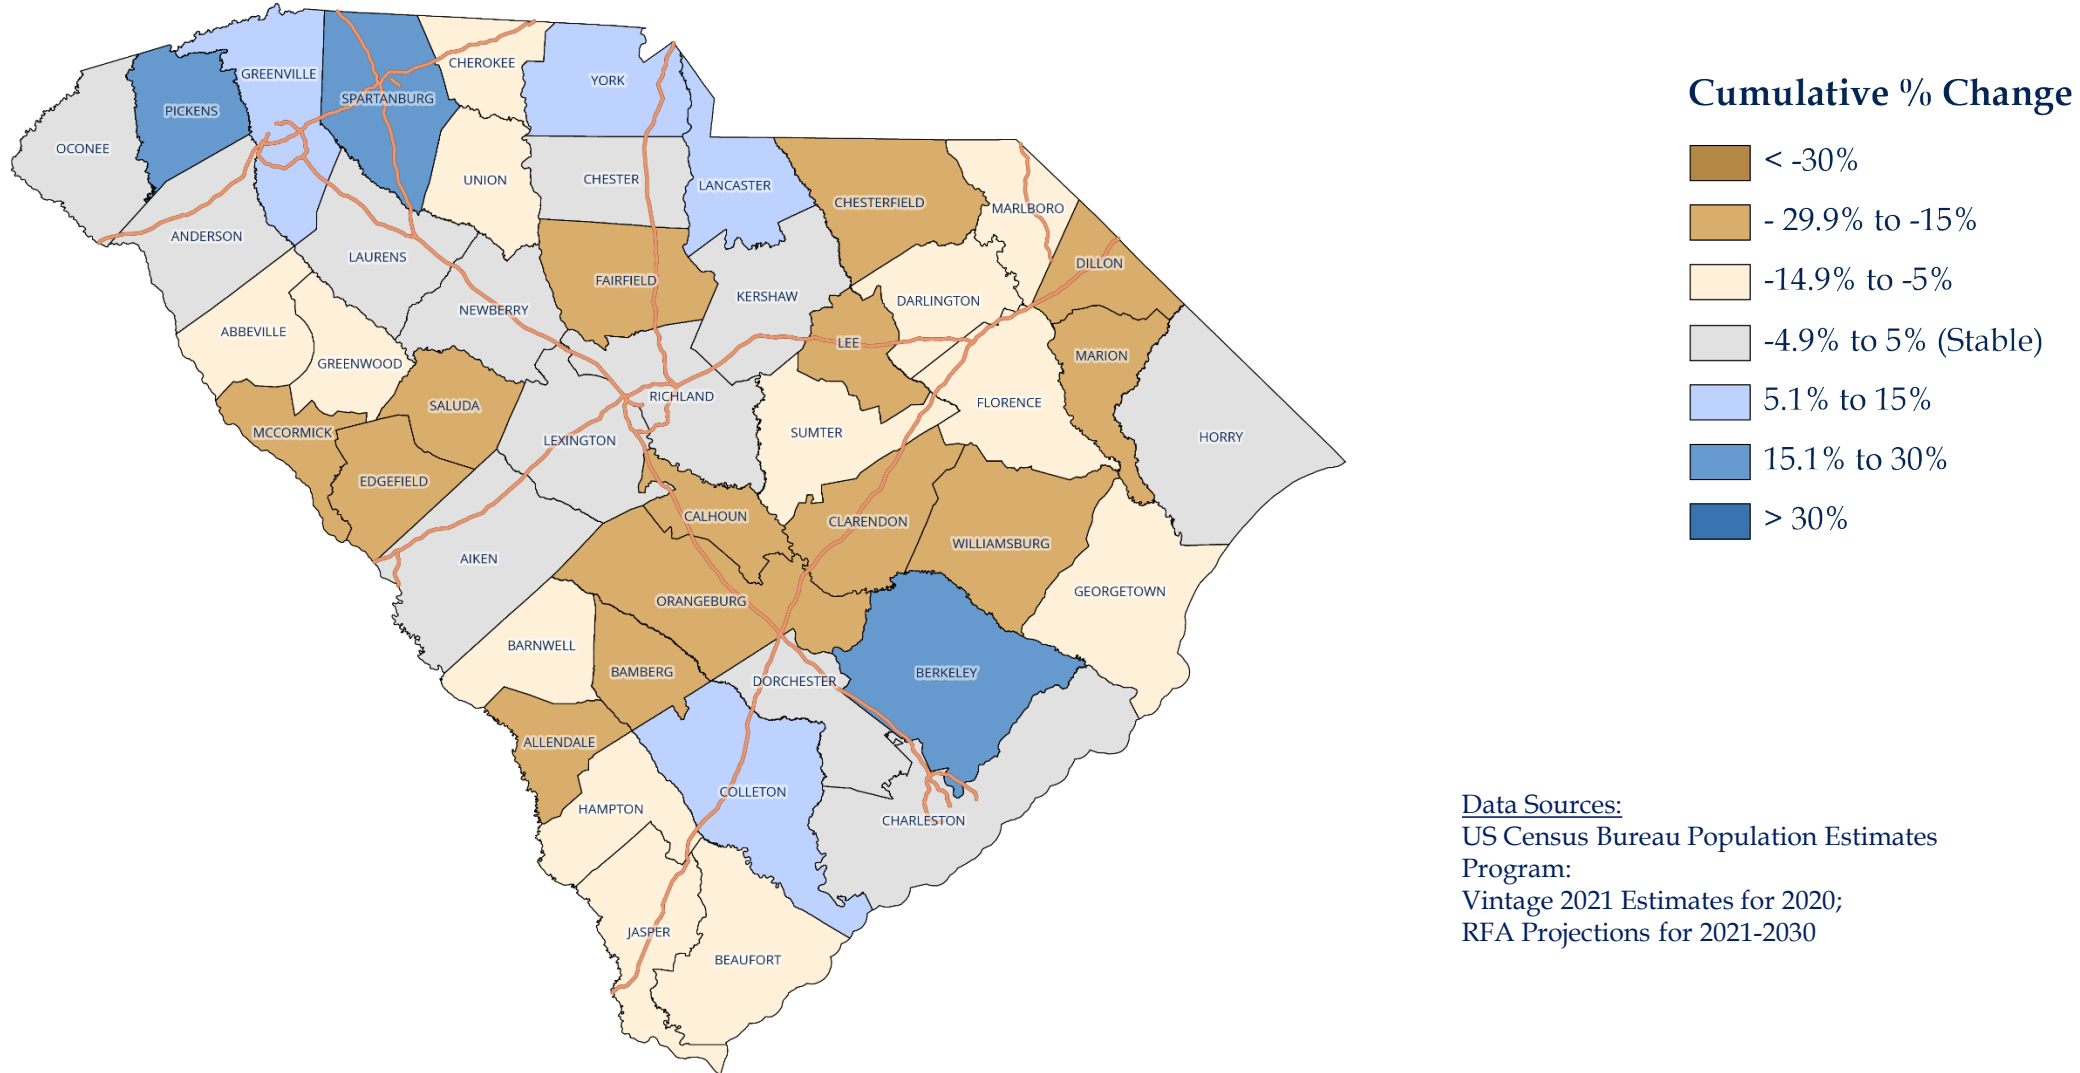 CHEROKEE
GREENVILLE
YORK
SPARTANBURG
PICKENS
OCONEE
UNION
CHESTER
LANCASTER
CHESTERFIELD
MARLBORO
ANDERSON
LAURENS
DILLON
FAIRFIELD
KERSHAW
DARLINGTON
NEWBERRY
ABBEVILLE
LEE
MARION
GREENWOOD
RICHLAND
FLORENCE
SALUDA
MCCORMICK
SUMTER
HORRY
LEXINGTON
EDGEFIELD
CALHOUN
CLARENDON
WILLIAMSBURG
AIKEN
GEORGETOWN
ORANGEBURG
BARNWELL
BAMBERG
BERKELEY
DORCHESTER
ALLENDALE
COLLETON
HAMPTON
CHARLESTON
JASPER
BEAUFORT
Cumulative % Change
< -30%
- 29.9% to -15%
-14.9% to -5%
-4.9% to 5% (Stable)
5.1% to 15%
15.1% to 30%
> 30%
Data Sources:
US Census Bureau Population Estimates
Program:
Vintage 2021 Estimates for 2020;
RFA Projections for 2021-2030